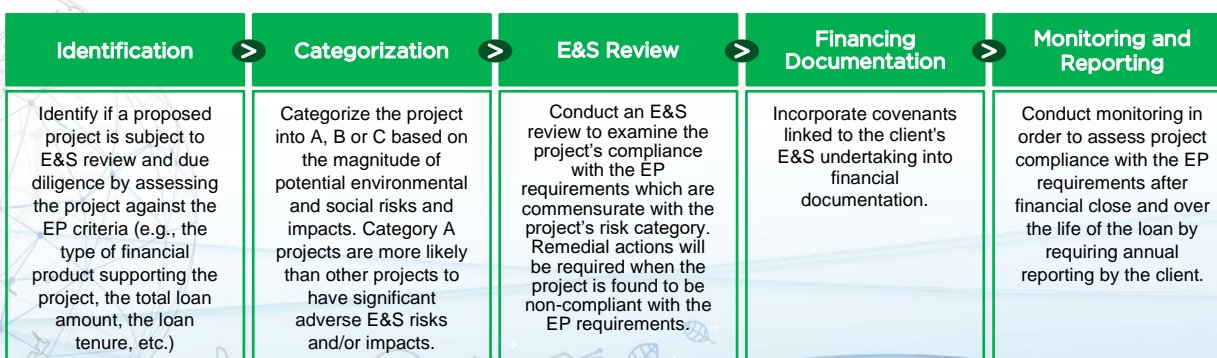 Identification
>
Categorization
>
E&S Review
>
Financing
Documentation
>
Monitoring and
Reporting
Identify if a proposed
project is subject to
E&S review and due
diligence by assessing
the project against the
EP criteria (e.g., the
type of financial
product supporting the
project, the total loan
amount, the loan
tenure, etc.)
Categorize the project
into A, B or C based on
the magnitude of
potential environmental
and social risks and
impacts. Category A
projects are more likely
than other projects to
have significant
adverse E&S risks
and/or impacts.
Conduct an E&S
review to examine the
project's compliance
with the EP
requirements which are
commensurate with the
project's risk category.
Remedial actions will
be required when the
project is found to be
non-compliant with the
EP requirements.
Incorporate covenants
linked to the client's
E&S undertaking into
financial
documentation.
Conduct monitoring in
order to assess project
compliance with the EP
requirements after
financial close and over
the life of the loan by
requiring annual
reporting by the client.